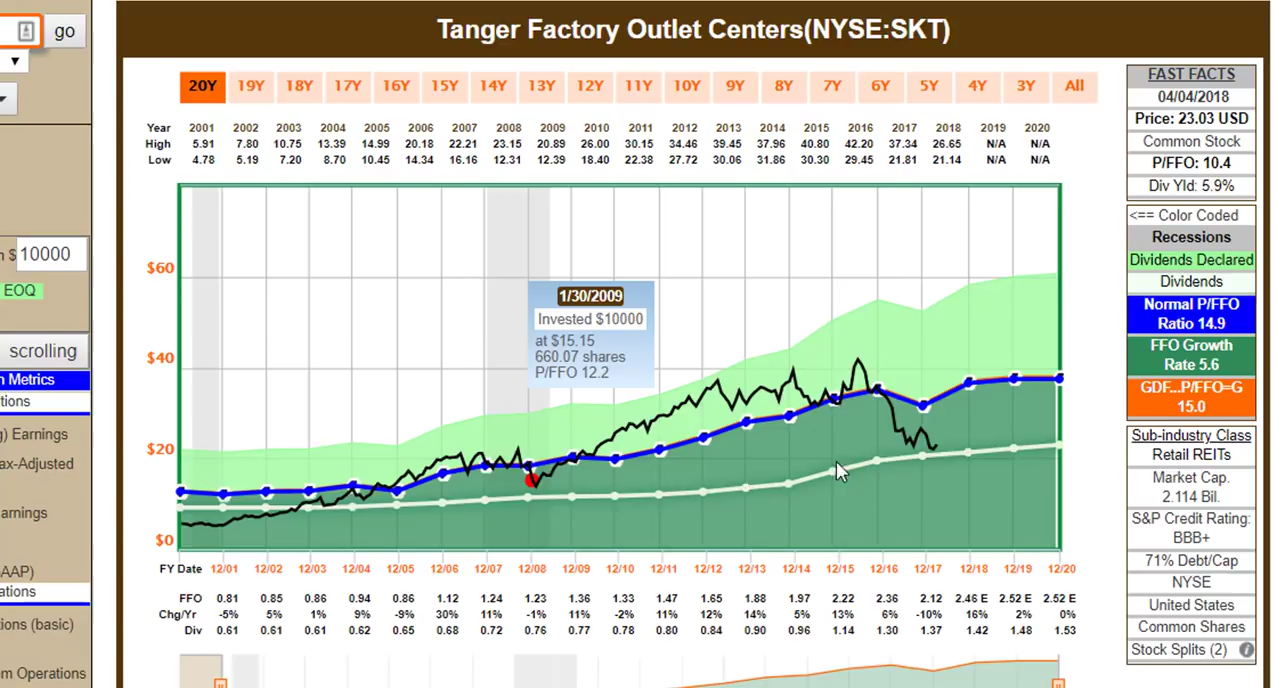 go
Tanger Factory Outlet Centers(NYSE:SKT)
20Y 19Y 18Y 17Y 16Y 15Y 14Y 13Y 12Y 11Y 10Y 9Y 8Y 7Y 6Y 5Y 4Y 3Y All
Year 2001 2002 2003 2004 2005 2006 2007 2008 2009 2010 2011 2012 2013 2014 2015 2016 2017 2018 2019 2020
High 5.91 7.80 10.75 13.39 14.99 20.18 22.21 23.15 20.89 26.00 30.15 34.46 39.45 37.96 40.80 42.20 37.34 26.65 N/A N/A
Low 4.78 5.19 7.20 8.70 10.45 14.34 16.16 12.31 12.39 18.40 22.38 27.72 30.06 31.86 30.30 29.45 21.81 21.14 N/A N/A
$10000
EOQ
scrolling
n Metrics
tions
g) Earnings
ax-Adjusted
arnings
AAP)
ations
ions (basic)
m Operations
$60
$40
$20
$0
1/30/2009
Invested $10000
at $15.15
660.07 shares
P/FFO 12.2
FY Date 12/01 12/02 12/03 12/04 12/05 12/06 12/07 12/08 12/09 12/10 12/11 12/12 12/13 12/14 12/15 12/16 12/17 12/18 12/19 12/20
FFO 0.81 0.85 0.86 0.94 0.86 1.12 1.24 1.23 1.36 1.33 1.47 1.65 1.88 1.97 2.22 2.36 2.12 2.46 E 2.52 E 2.52 E
Chg/Yr -5% 5% 1% 9% -9% 30% 11% -1% 11% -2% 11% 12% 14% 5% 13% 6% -10% 16% 2% 0%
Div 0.61 0.61 0.61 0.62 0.65 0.68 0.72 0.76 0.77 0.78 0.80 0.84 0.90 0.96 1.14 1.30 1.37 1.42 1.48 1.53
FAST FACTS
04/04/2018
Price: 23.03 USD
Common Stock
P/FFO: 10.4
Div Yld: 5.9%
<== Color Coded
Recessions
Dividends Declared
Dividends
Normal P/FFO
Ratio 14.9
FFO Growth
Rate 5.6
GDF...P/FFO=G
15.0
Sub-industry Class
Retail REITs
Market Cap.
2.114 Bil.
S&P Credit Rating:
BBB+
71% Debt/Cap
NYSE
United States
Common Shares
Stock Splits (2) i